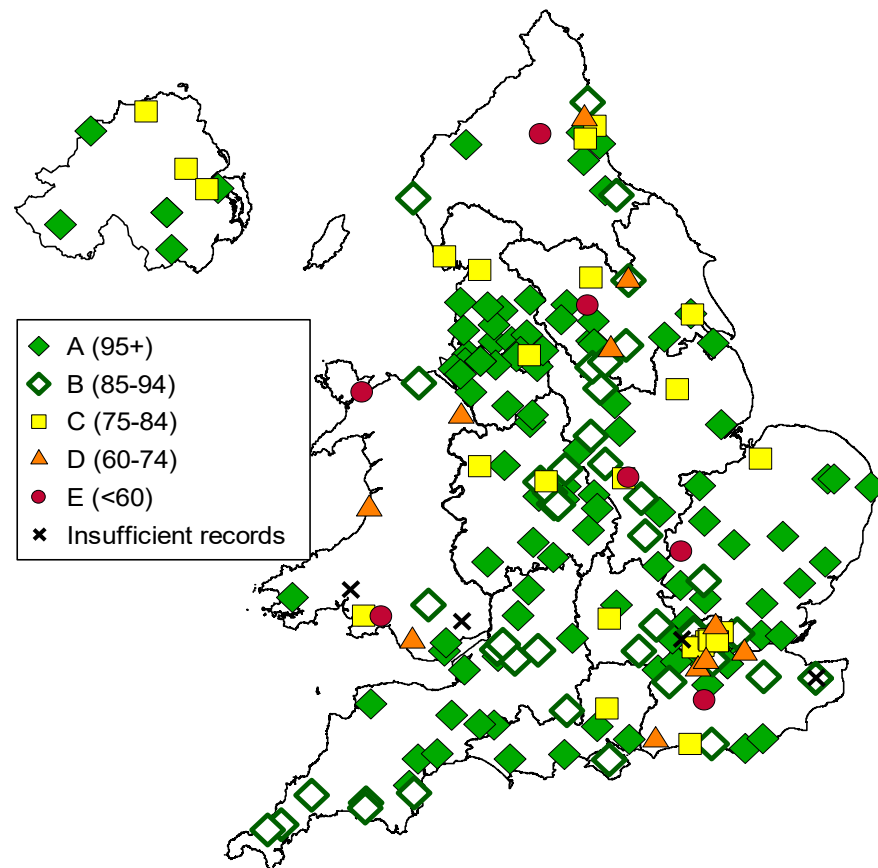 A (95+)
B (85-94)
C (75-84)
D (60-74)
E (<60)
Insufficient records